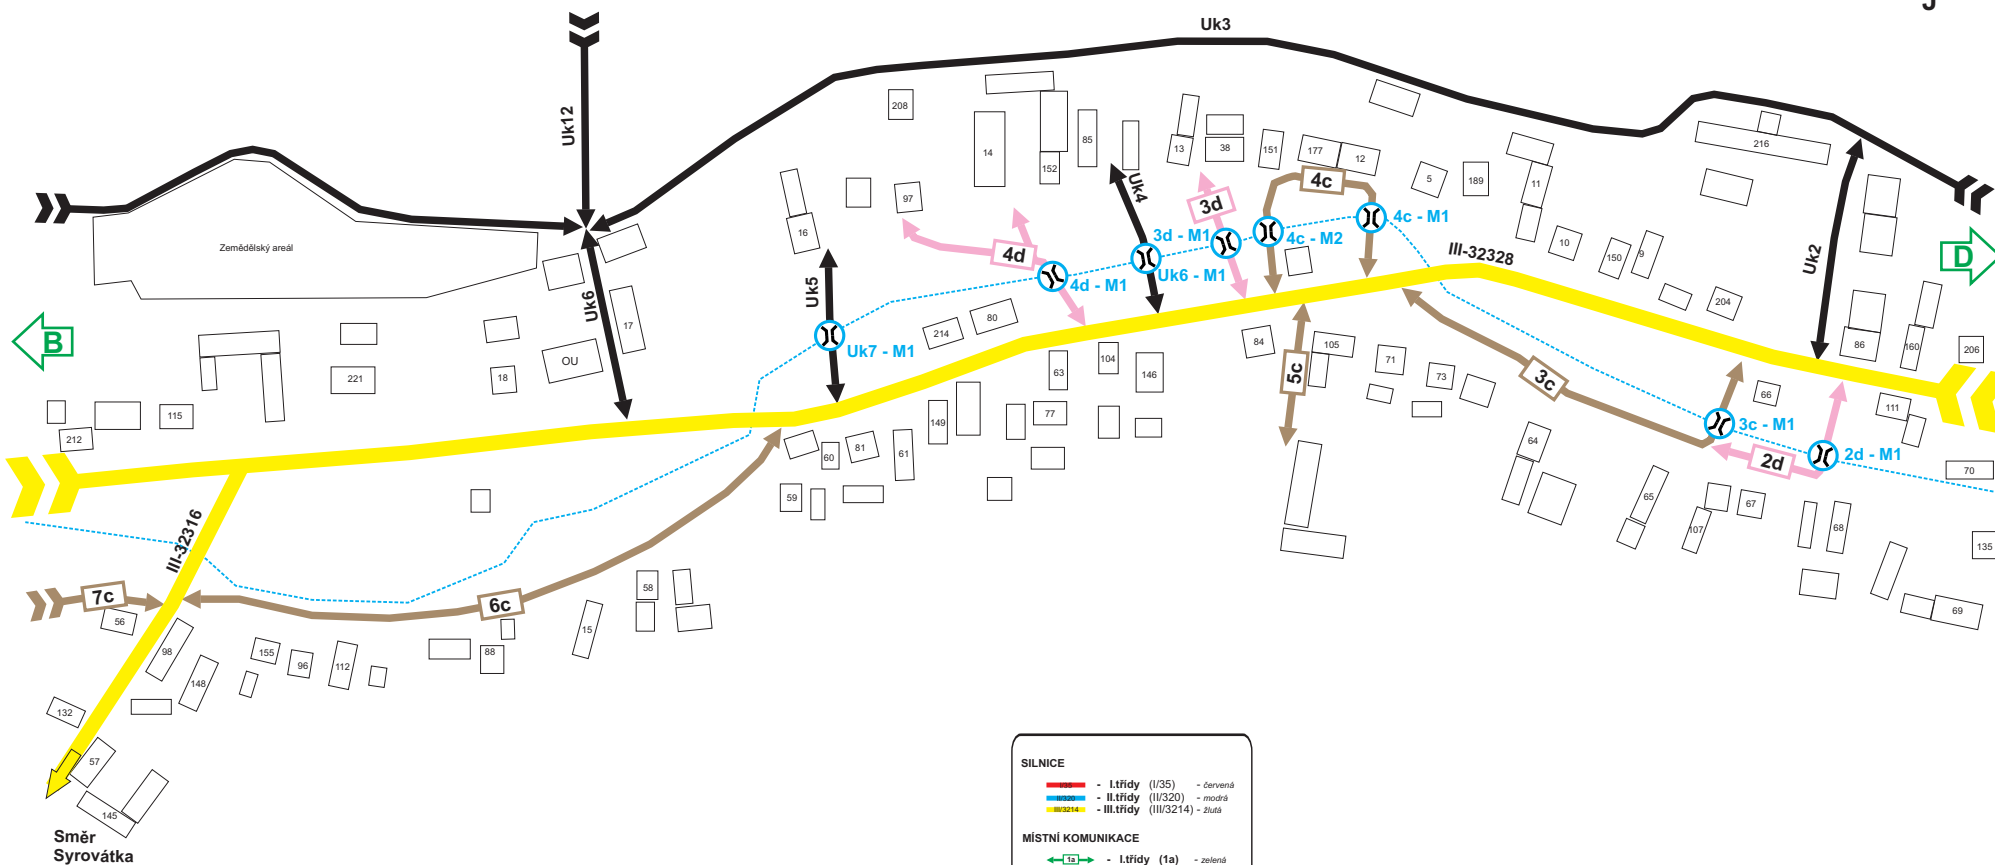 Uk3
Uk12
208
14
152
85
13
38
151
177
12
4c
5
189
11
216
Uk4
3d
97
16
Zemědělský areál
4c - M1
3d - M1
4c - M2
10
150
9
Uk2
D
III-32328
4d
4d - M1
Uk6 - M1
Uk5
Uk6
17
204
B
Uk7 - M1
214
80
84
105
5c
71
73
3c
86
160
206
OU
18
221
115
212
63
104
146
77
149
66
111
3c - M1
2d - M1
2d
60
81
61
59
64
65
107
67
68
70
135
69
III-32316
7c
6c
56
98
148
155
96
112
88
15
58
132
57
145
Směr
Syrovátka
SILNICE
I/35 - I.třídy (I/35) - červená
II/320 - II.třídy (II/320) - modrá
III/3214 - III.třídy (III/3214) - žlutá
MÍSTNÍ KOMUNIKACE
1a - I.třídy (1a) - zelená